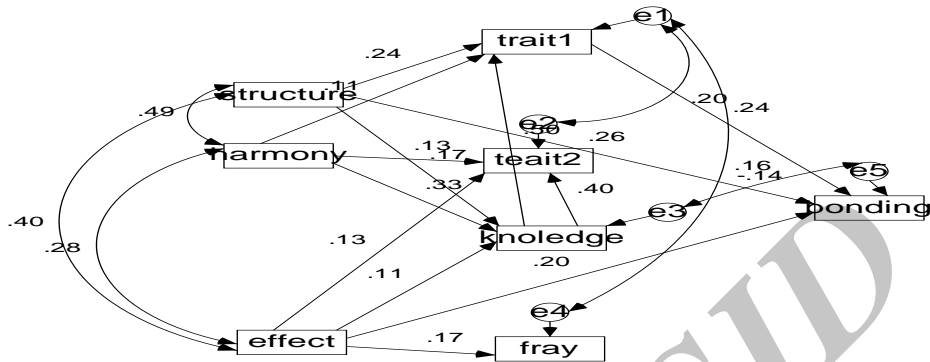 e1
trait1
.24
.11
structure
.49
.20
.24
e2
.30
.26
.13
harmony
.17
teait2
.16
-.14
e5
.33
.40
bonding
e3
knoledge
.40
.13
.28
.20
.11
e4
effect
.17
fray
SID